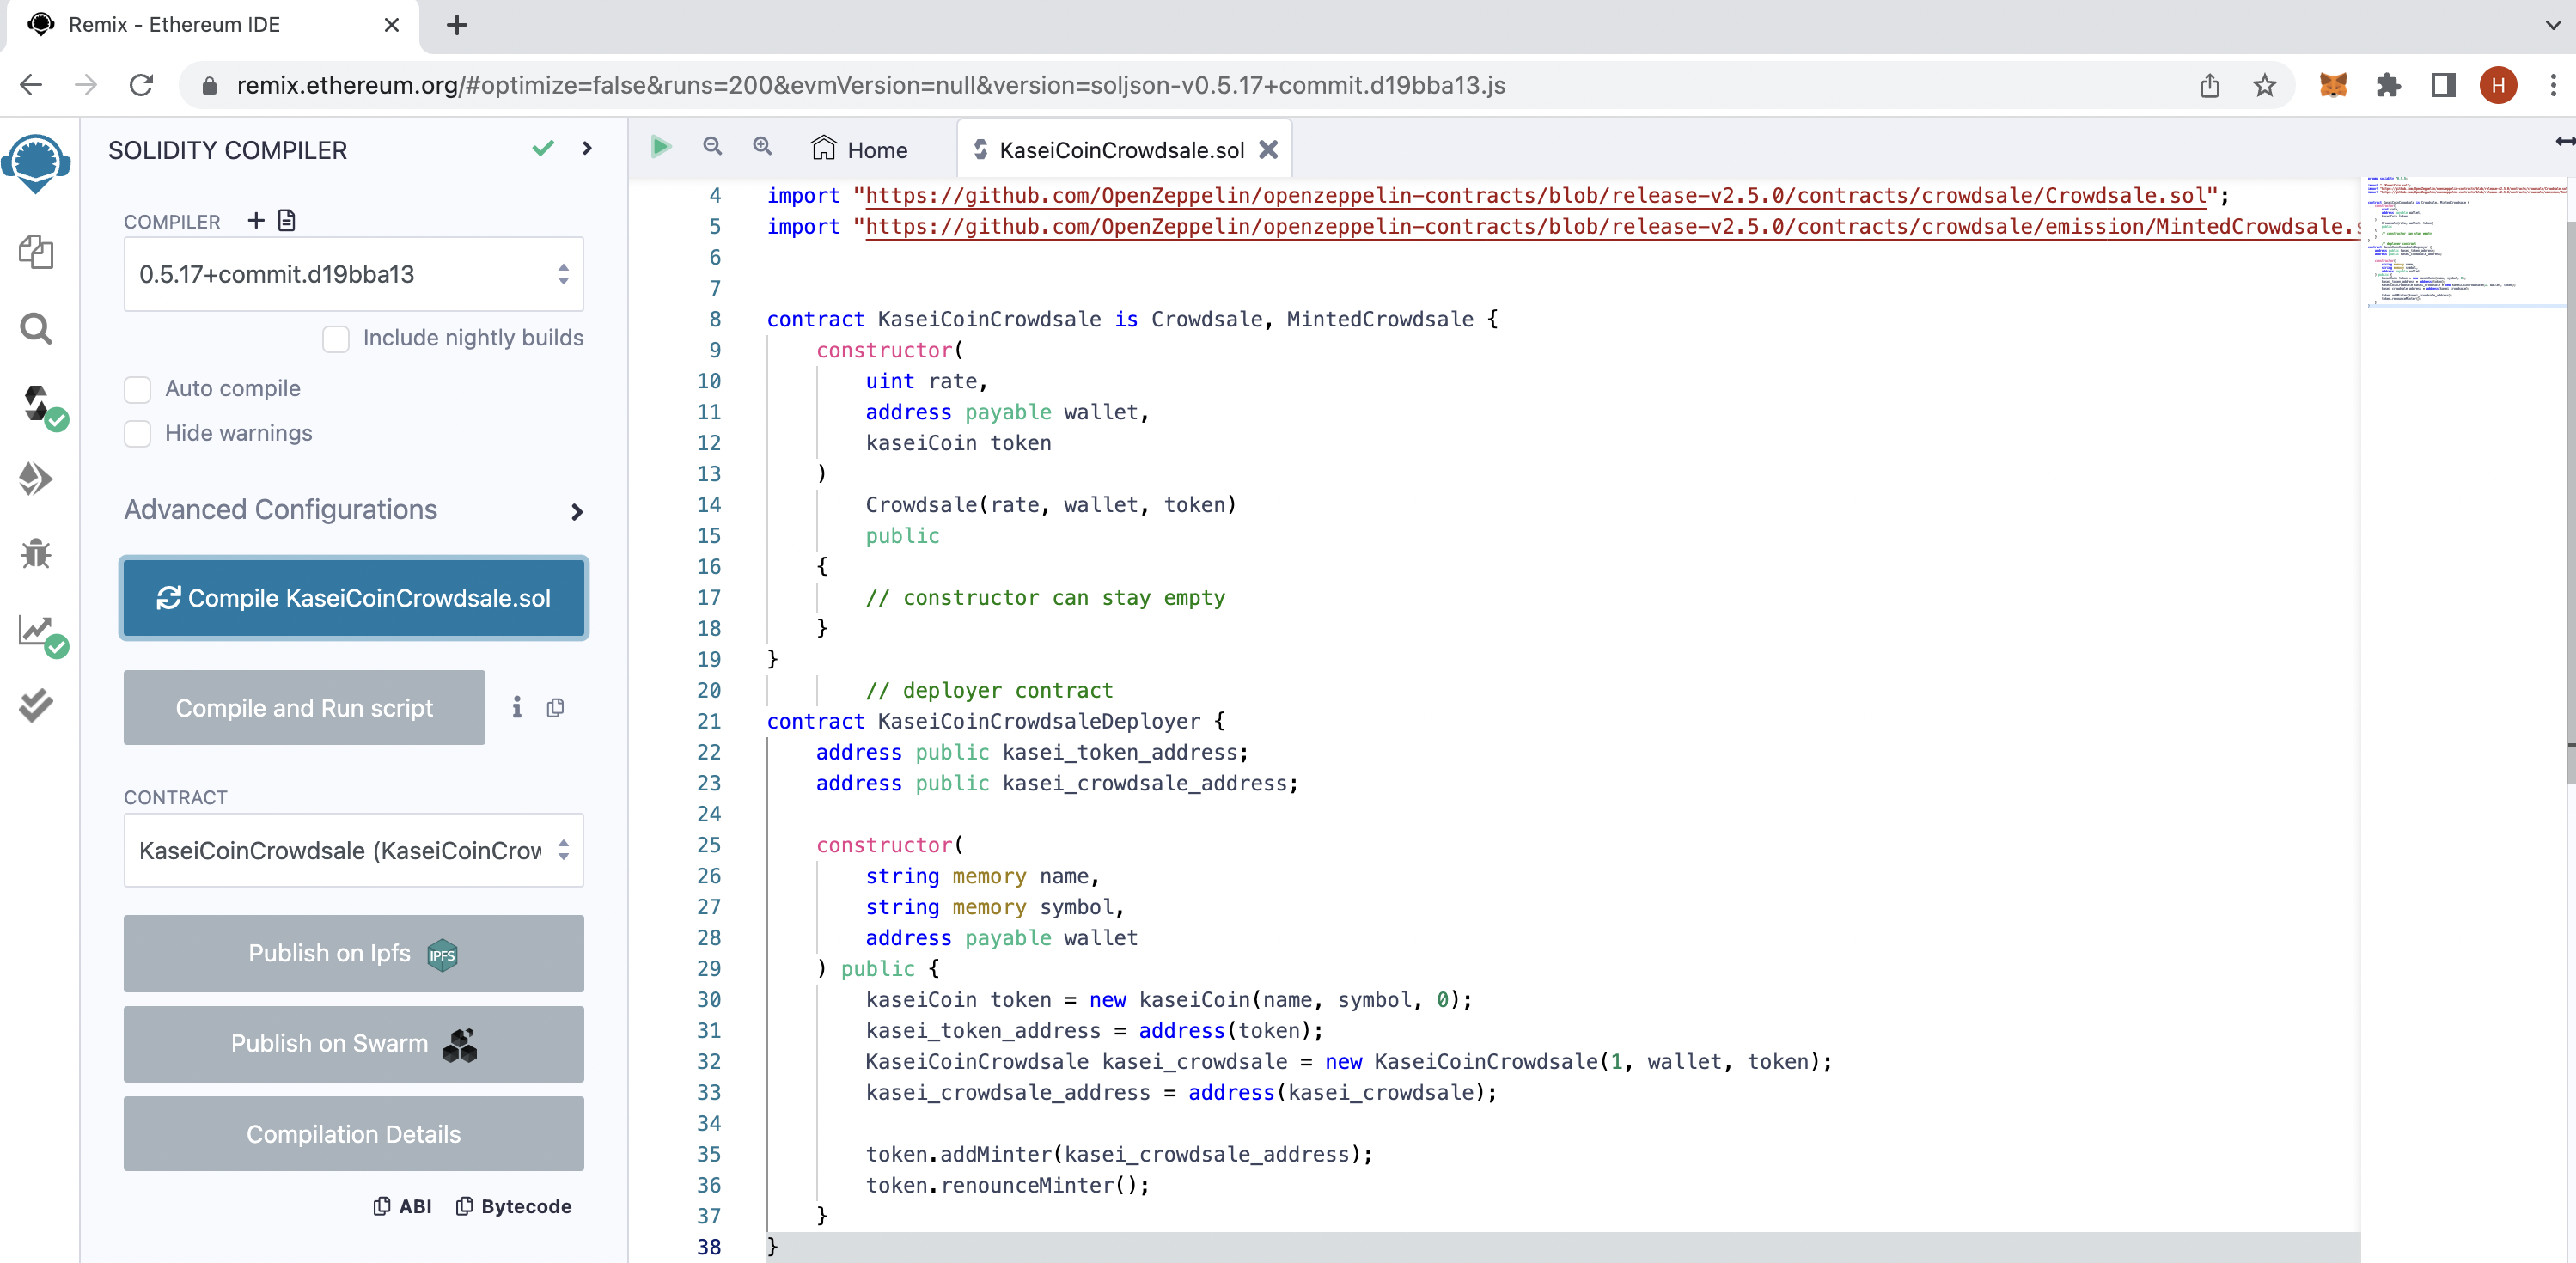 Remix - Ethereum IDE
remix.ethereum.org/#optimize=false&runs=200&evmVersion=null&version=soljson-v0.5.17+commit.d19bba13.js
H
SOLIDITY COMPILER
COMPILER
0.5.17+commit.d19bba13
Include nightly builds
Auto compile
Hide warnings
Advanced Configurations
Compile KaseiCoinCrowdsale.sol
Compile and Run script
CONTRACT
KaseiCoinCrowdsale (KaseiCoinCrow
Publish on Ipfs IPFS
Publish on Swarm
Compilation Details
ABI Bytecode
Home
KaseiCoinCrowdsale.sol
4 import "https://github.com/OpenZeppelin/openzeppelin-contracts/blob/release-v2.5.0/contracts/crowdsale/Crowdsale.sol";
5 import "https://github.com/OpenZeppelin/openzeppelin-contracts/blob/release-v2.5.0/contracts/crowdsale/emission/MintedCrowdsale.s
6
7
8 contract KaseiCoinCrowdsale is Crowdsale, MintedCrowdsale {
9 constructor(
10 uint rate,
11 address payable wallet,
12 kaseiCoin token
13 )
14 Crowdsale(rate, wallet, token)
15 public
16 {
17 // constructor can stay empty
18 }
19 }
20 // deployer contract
21 contract KaseiCoinCrowdsaleDeployer {
22 address public kasei_token_address;
23 address public kasei_crowdsale_address;
24
25 constructor(
26 string memory name,
27 string memory symbol,
28 address payable wallet
29 ) public {
30 kaseiCoin token = new kaseiCoin(name, symbol, 0);
31 kasei_token_address = address(token);
32 KaseiCoinCrowdsale kasei_crowdsale = new KaseiCoinCrowdsale(1, wallet, token);
33 kasei_crowdsale_address = address(kasei_crowdsale);
34
35 token.addMinter(kasei_crowdsale_address);
36 token.renounceMinter();
37 }
38 }